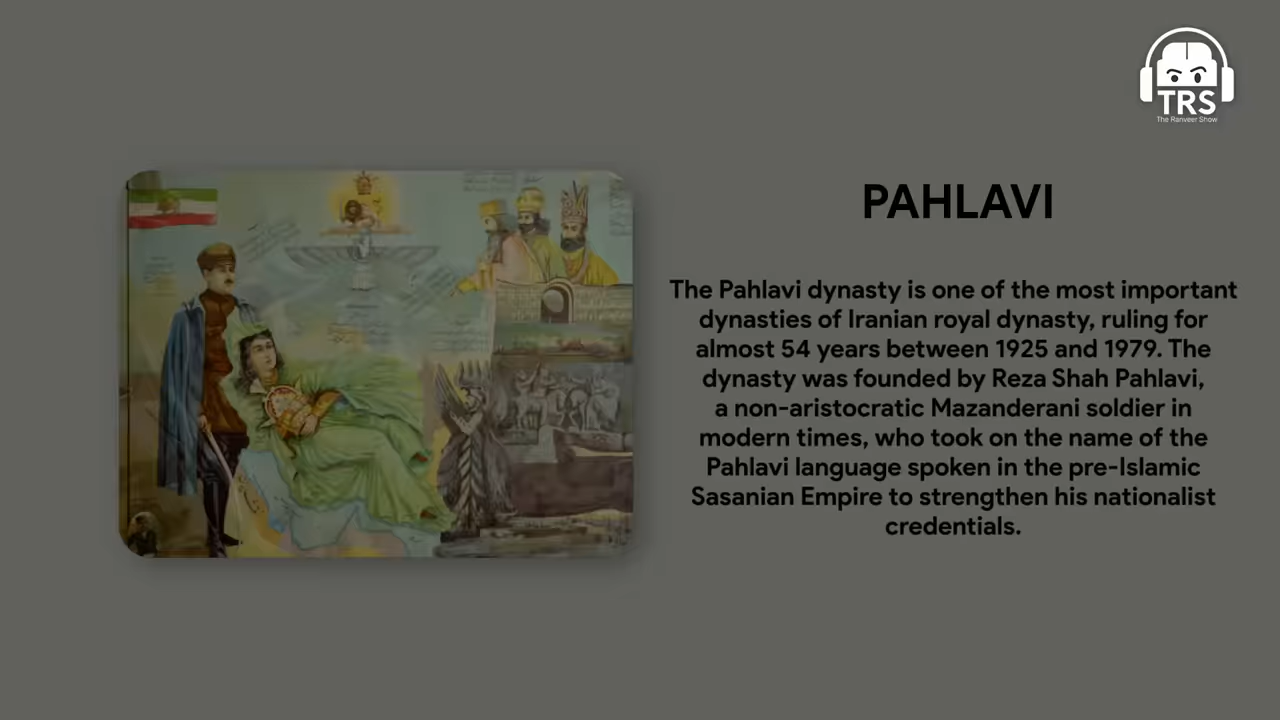 TRS
The Ranveer Show
PAHLAVI
The Pahlavi dynasty is one of the most important
dynasties of Iranian royal dynasty, ruling for
almost 54 years between 1925 and 1979. The
dynasty was founded by Reza Shah Pahlavi,
a non-aristocratic Mazanderani soldier in
modern times, who took on the name of the
Pahlavi language spoken in the pre-Islamic
Sasanian Empire to strengthen his nationalist
credentials.